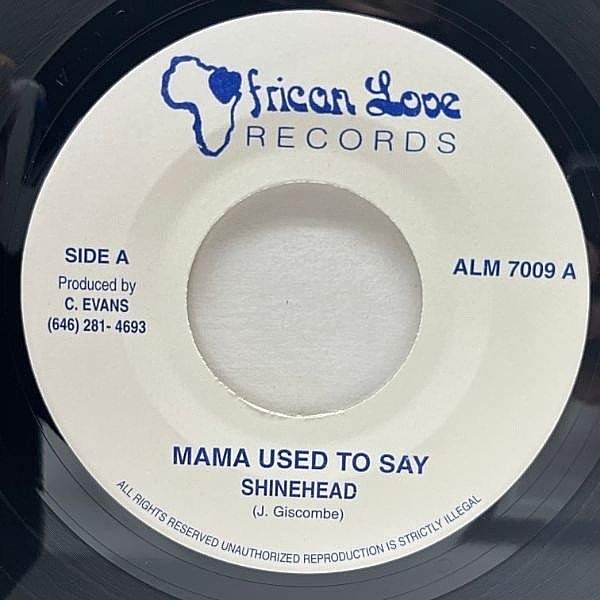 African Love
RECORDS
SIDE A
Produced by
C. EVANS
(646) 281- 4693
ALM 7009 A
MAMA USED TO SAY
SHINEHEAD
(J. Giscombe)
ALL RIGHTS RESERVED UNAUTHORIZED REPRODUCTION IS STRICTLY ILLEGAL